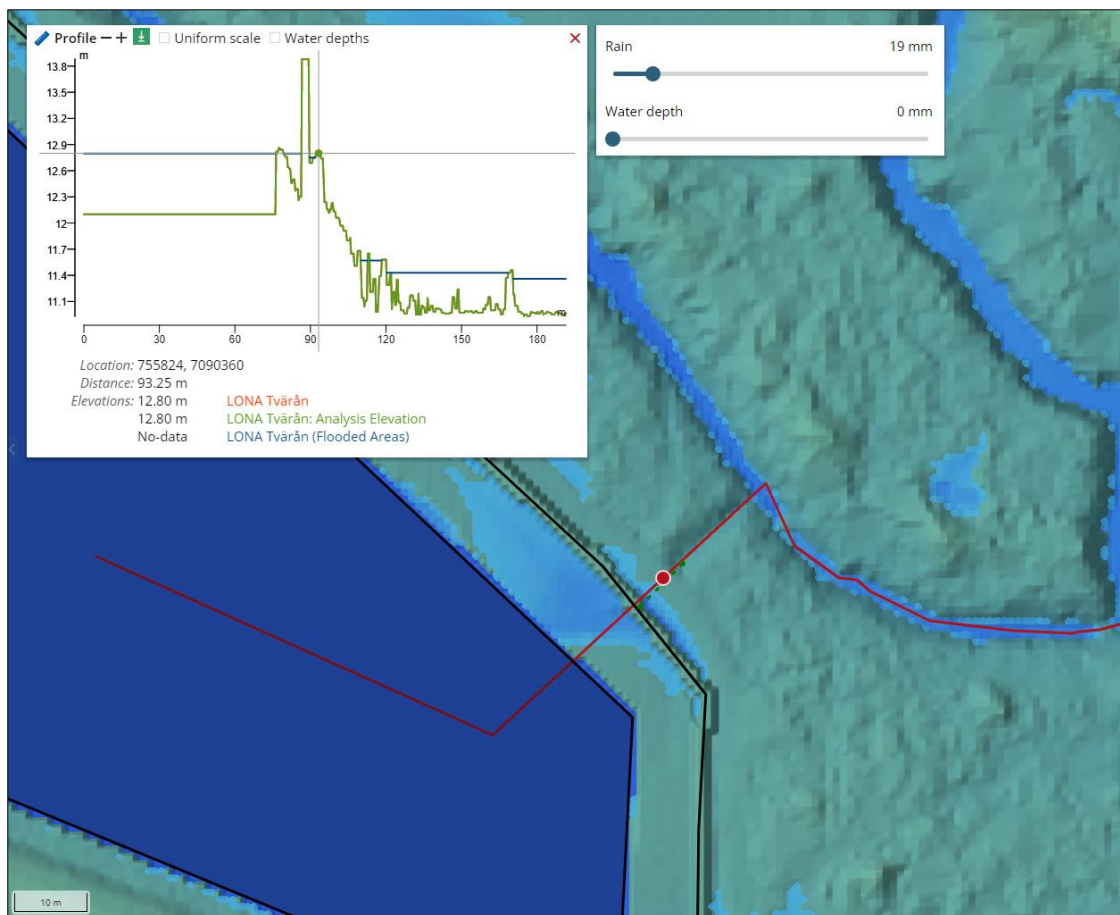 Profile − + Uniform scale Water depths ×
m
13.8
13.5
13.2
12.9
12.6
12.3
12
11.7
11.4
11.1
m
0 30 60 90 120 150 180
Location: 755824, 7090360
Distance: 93.25 m
Elevations: 12.80 m LONA Tvärån
12.80 m LONA Tvärån: Analysis Elevation
No-data LONA Tvärån (Flooded Areas)
Rain 19 mm
Water depth 0 mm
10 m